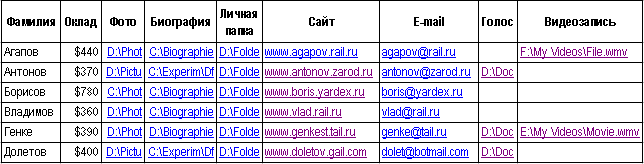 Фамилия Оклад Фото Биография Личная папка Сайт E-mail Голос Видеозапись
Агапов $440 D:\Phot C:\Biographie D:\Folde www.agapov.rail.ru agapov@rail.ru F:\My Videos\File.wmv
Антонов $370 D:\Pictu C:\Experim\Df D:\Folde www.antonov.zarod.ru antonov@zarod.ru D:\Doc
Борисов $780 C:\Phot D:\Biographie D:\Folde www.boris.yardex.ru boris@yardex.ru
Владимов $360 D:\Phot D:\Biographie D:\Folde www.vlad.rail.ru vlad@rail.ru
Генке $390 D:\Phot D:\Biographie D:\Folde www.genkest.tail.ru genke@tail.ru D:\Doc E:\My Videos\Movie.wmv
Долетов $400 D:\Pictu C:\Experim\Df D:\Folde www.doletov.gail.com dolet@botmail.com D:\Doc